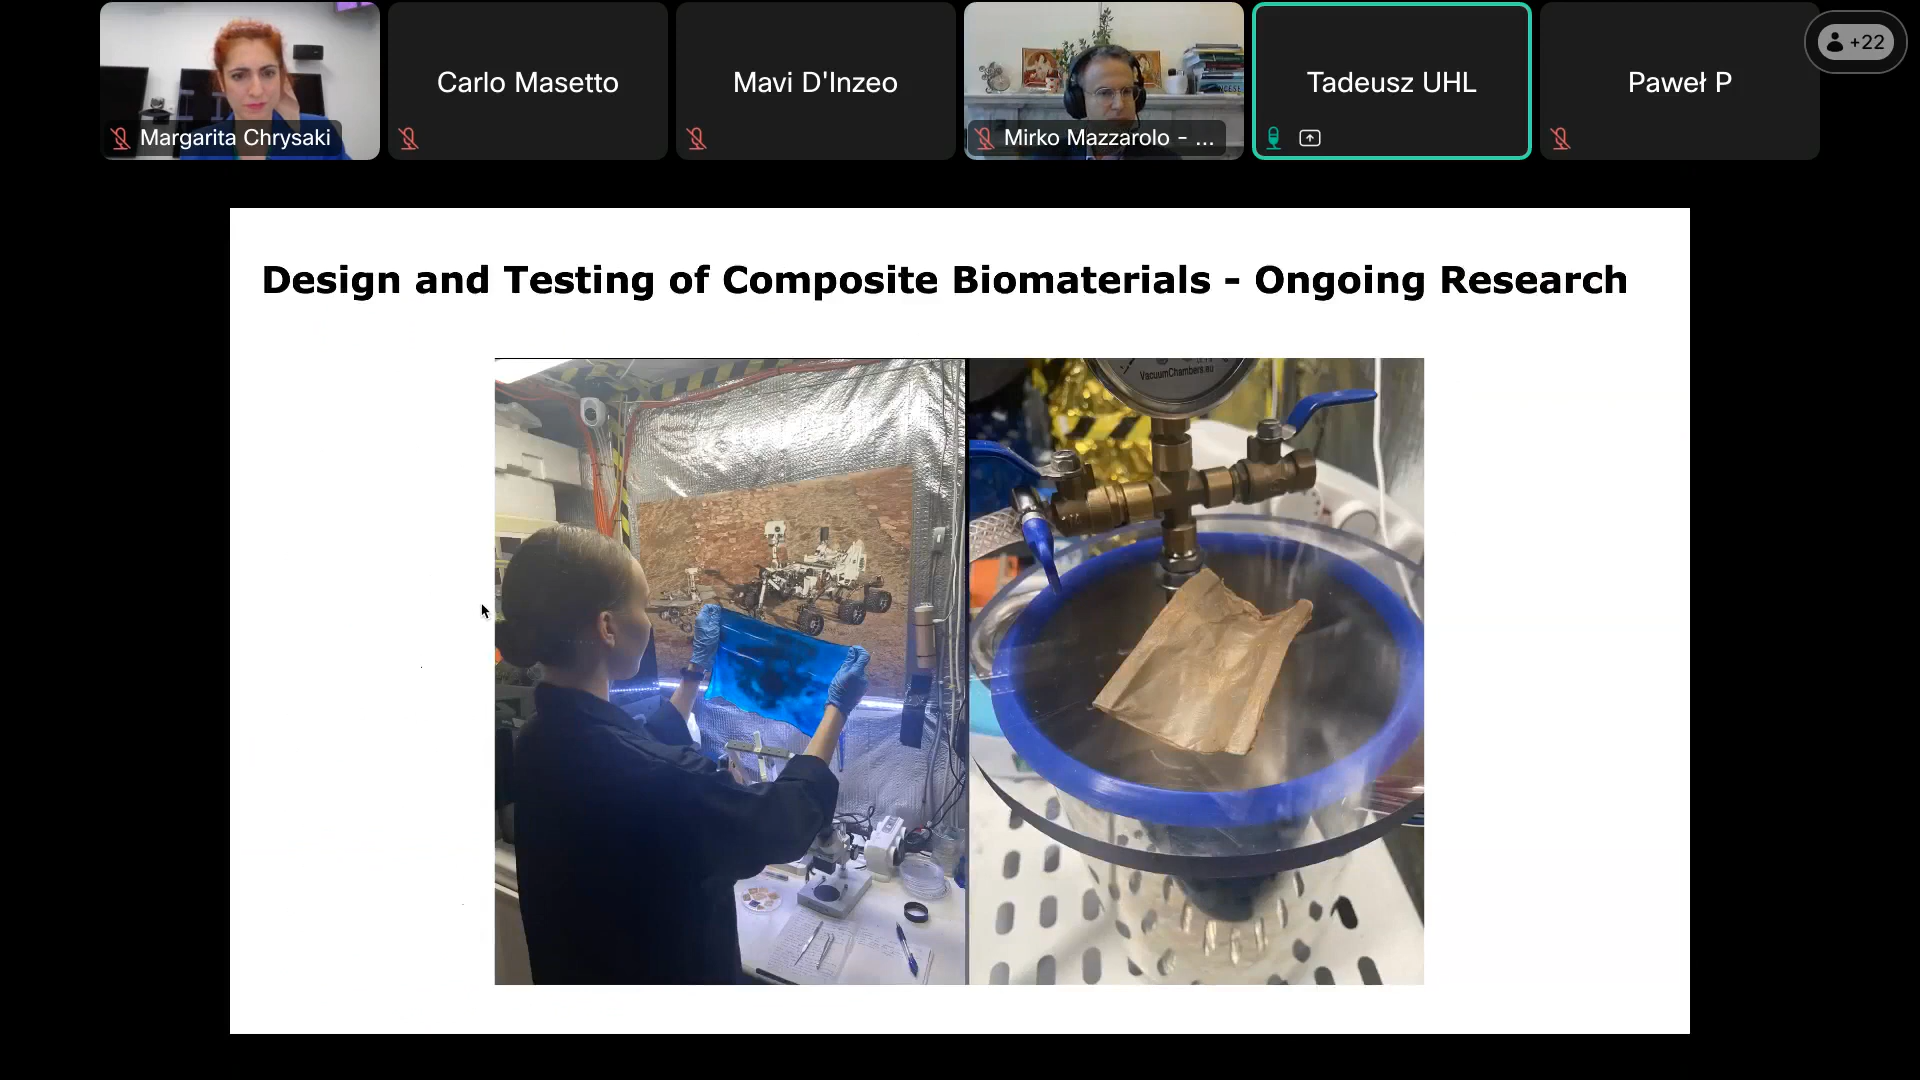 Margarita Chrysaki
Carlo Masetto
Mavi D'Inzeo
Mirko Mazzarolo - ...
Tadeusz UHL
Paweł P
+22
Design and Testing of Composite Biomaterials - Ongoing Research
VacuumChambers.eu